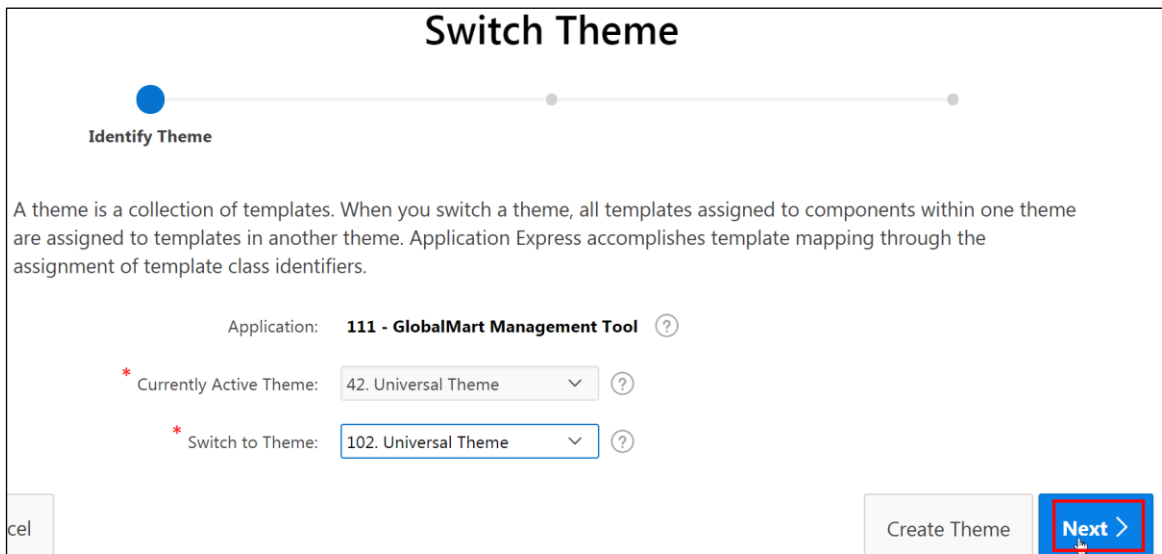 Switch Theme
Identify Theme
A theme is a collection of templates. When you switch a theme, all templates assigned to components within one theme
are assigned to templates in another theme. Application Express accomplishes template mapping through the
assignment of template class identifiers.
Application: 111 - GlobalMart Management Tool ?
* Currently Active Theme: 42. Universal Theme ?
* Switch to Theme: 102. Universal Theme ?
cel Create Theme Next >